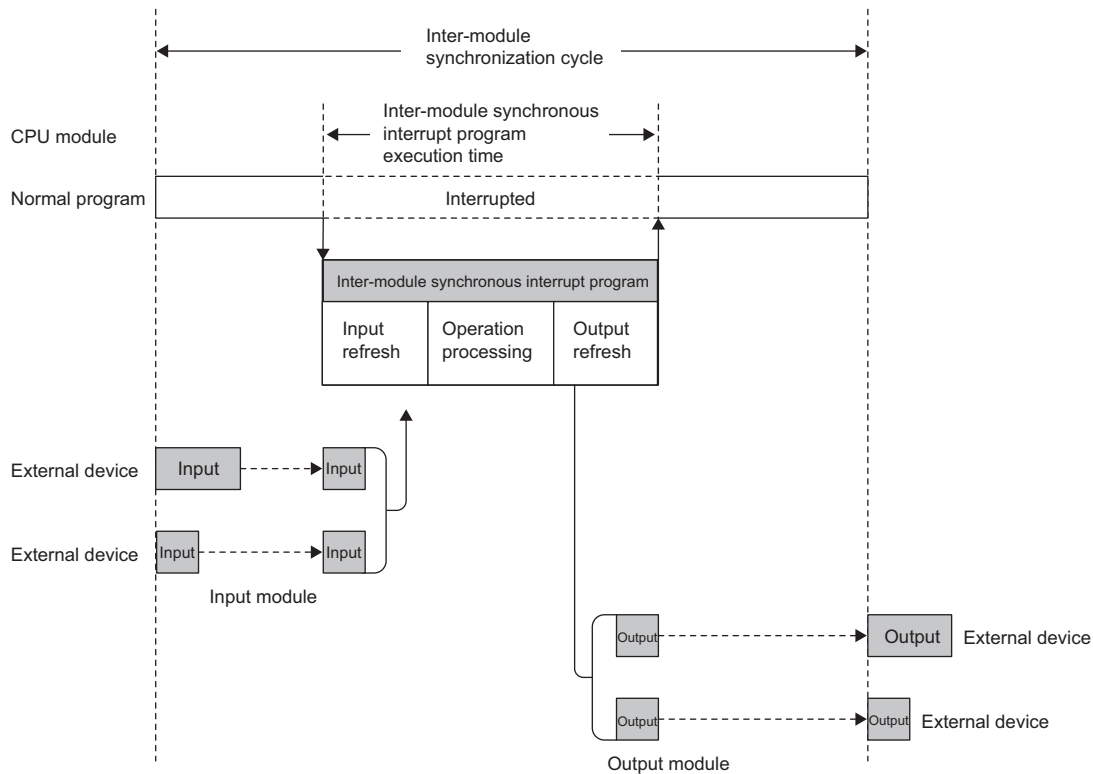 Inter-module
synchronization cycle
Inter-module synchronous
interrupt program
execution time
CPU module
Normal program
Interrupted
Inter-module synchronous interrupt program
Input
refresh
Operation
processing
Output
refresh
External device
Input
Input
External device
Input
Input
Input module
Output
Output
External device
Output
Output
External device
Output module